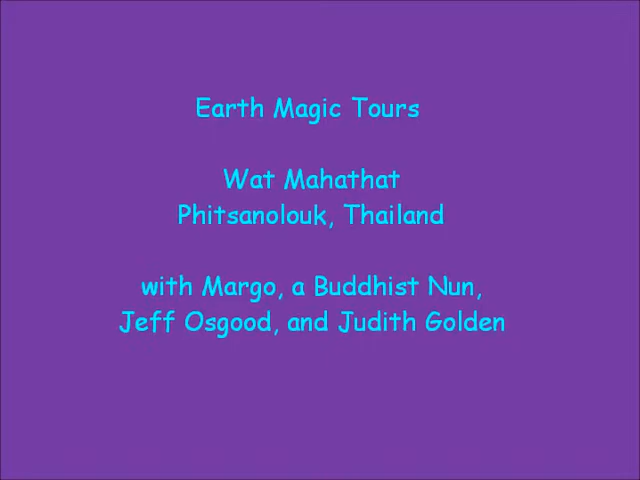 Earth Magic Tours
Wat Mahathat
Phitsanolouk, Thailand
with Margo, a Buddhist Nun,
Jeff Osgood, and Judith Golden